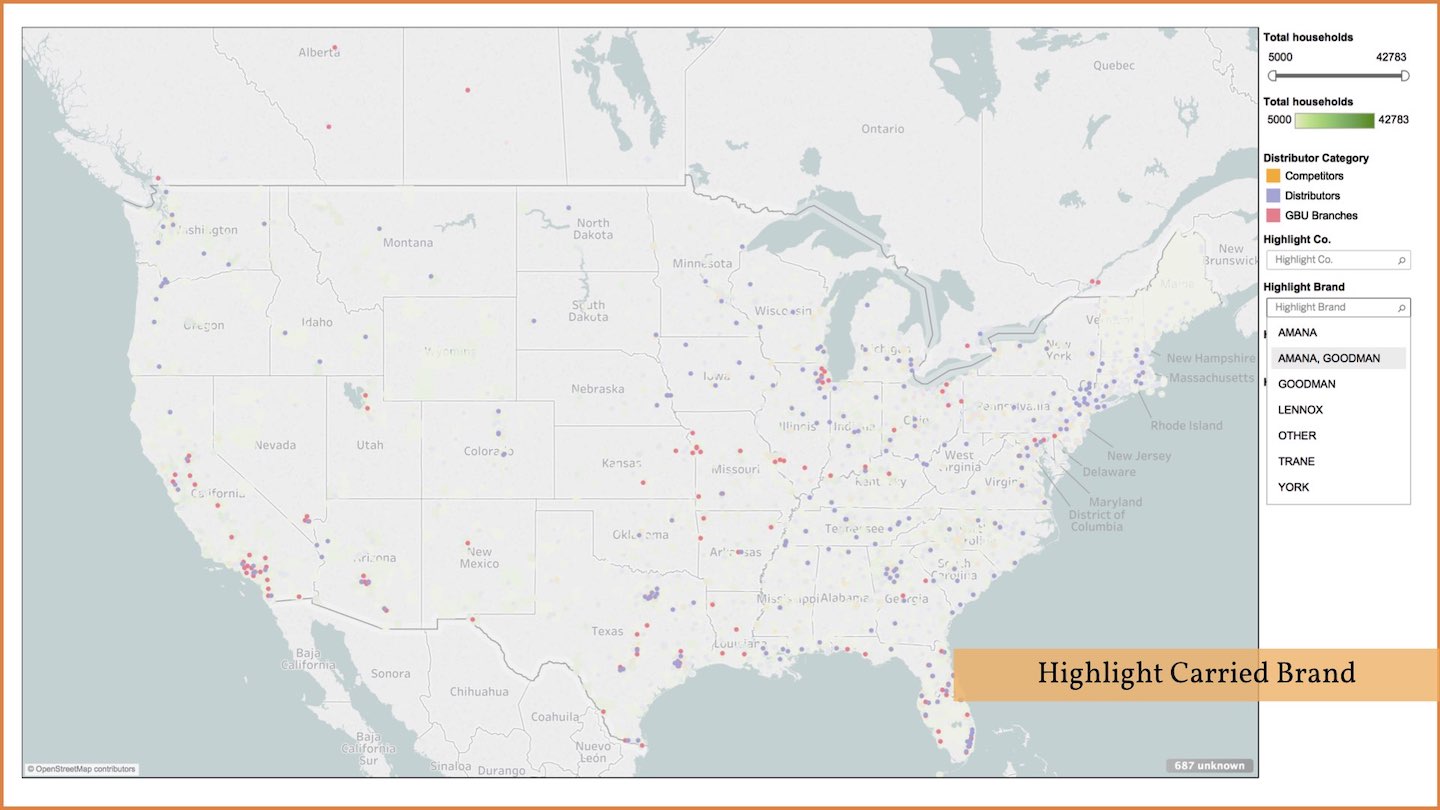 Alberta
Quebec
Ontario
Washington
Montana
North
Dakota
Minnesota
New
Brunswick
Maine
South
Dakota
Wisconsin
Oregon
Idaho
Wyoming
Michigan
New
York
New Hampshire
Massachusetts
Iowa
Nebraska
Pennsylvania
Illinois
Ohio
Rhode Island
Nevada
Utah
Colorado
Kansas
Missouri
West
Virginia
New Jersey
Delaware
Kentucky
Virginia
California
Maryland
District of
Columbia
Oklahoma
Tennessee
Arizona
New
Mexico
Arkansas
South
Carolina
Mississippi
Alabama
Georgia
Texas
Louisiana
Baja
California
Sonora
Chihuahua
Coahuila
Baja
California
Sur
Nuevo
León
Sinaloa
Durango
© OpenStreetMap contributors
687 unknown
Total households
5000 42783
Total households
5000 42783
Distributor Category
Competitors
Distributors
GBU Branches
Highlight Co.
Highlight Co.
Highlight Brand
Highlight Brand
AMANA
AMANA, GOODMAN
GOODMAN
LENNOX
OTHER
TRANE
YORK
Highlight Carried Brand